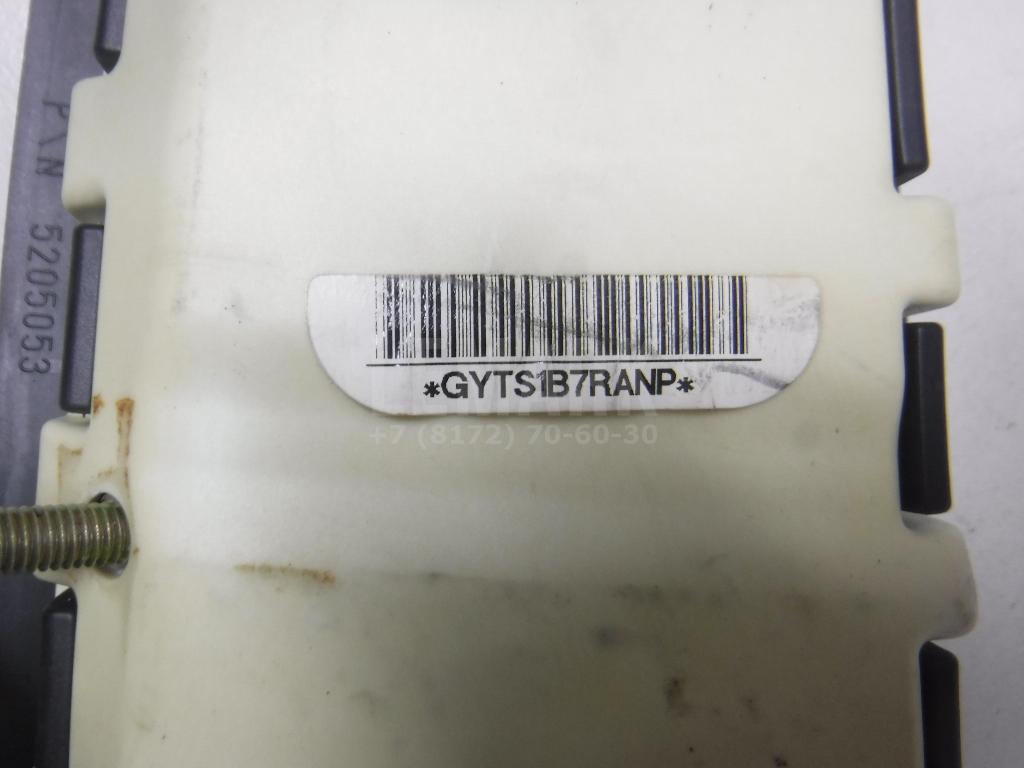 P\N 5205053
*GYTS1B7RANP*
+7 (8172) 70-60-30